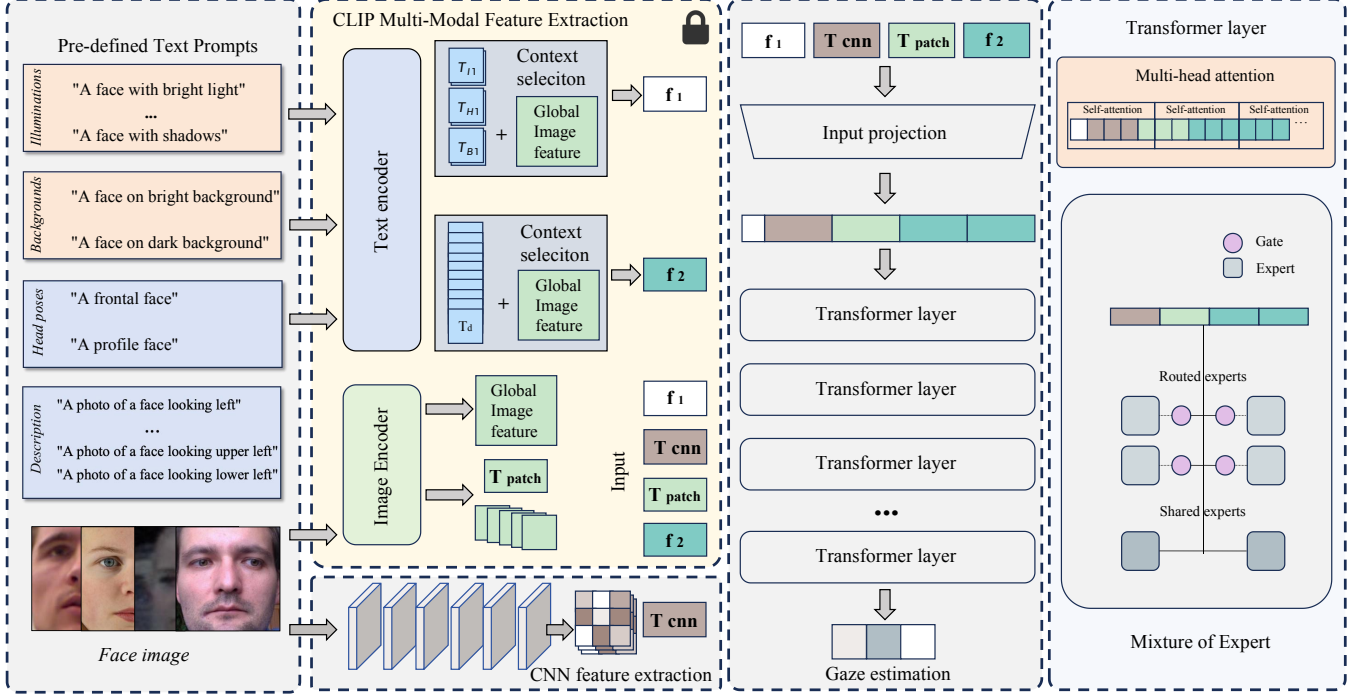 Pre-defined Text Prompts
Illuminations
"A face with bright light"
...
"A face with shadows"
Backgrounds
"A face on bright background"
"A face on dark background"
Head poses
"A frontal face"
"A profile face"
Description
"A photo of a face looking left"
...
"A photo of a face looking upper left"
"A photo of a face looking lower left"
Face image
CLIP Multi-Modal Feature Extraction
Text encoder
T I1
T H1
T B1
+
Context
seleciton
Global
Image
feature
f 1
T d
+
Context
seleciton
Global
Image
feature
f 2
Image Encoder
Global
Image
feature
T patch
Input
f 1
T cnn
T patch
f 2
T cnn
CNN feature extraction
f 1
T cnn
T patch
f 2
Input projection
Transformer layer
Transformer layer
Transformer layer
...
Transformer layer
Gaze estimation
Transformer layer
Multi-head attention
Self-attention
Self-attention
Self-attention
...
Gate
Expert
Routed experts
Shared experts
Mixture of Expert